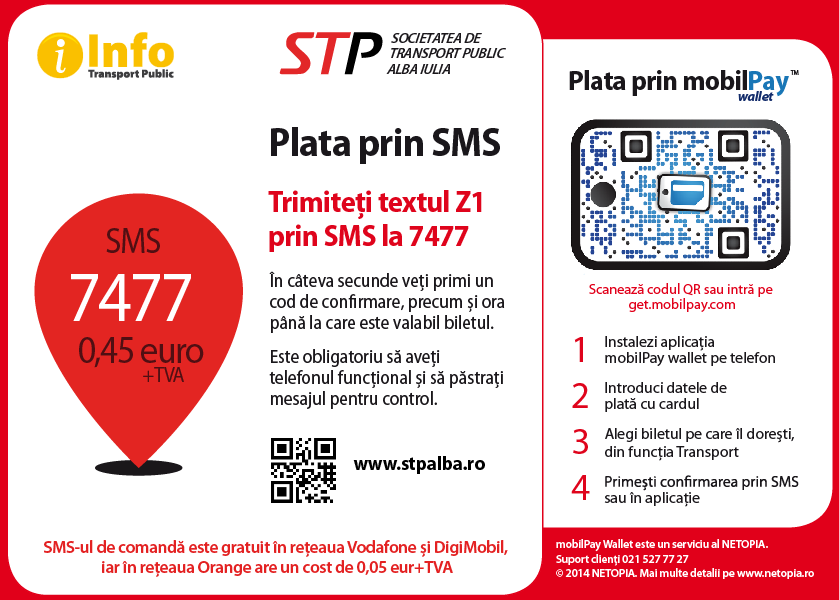 i Info
Transport Public
STP SOCIETATEA DE
TRANSPORT PUBLIC
ALBA IULIA
Plata prin SMS
Trimiteți textul Z1
prin SMS la 7477
SMS
7477
0,45 euro
+TVA
În câteva secunde veți primi un
cod de confirmare, precum și ora
până la care este valabil biletul.
Este obligatoriu să aveți
telefonul funcțional și să păstrați
mesajul pentru control.
www.stpalba.ro
SMS-ul de comandă este gratuit în rețeaua Vodafone și DigiMobil,
iar în rețeaua Orange are un cost de 0,05 eur+TVA
Plata prin mobilPay™
wallet
Scanează codul QR sau intră pe
get.mobilpay.com
1 Instalezi aplicația
mobilPay wallet pe telefon
2 Introduci datele de
plată cu cardul
3 Alegi biletul pe care îl dorești,
din funcția Transport
4 Primești confirmarea prin SMS
sau în aplicație
mobilPay Wallet este un serviciu al NETOPIA.
Suport clienți 021 527 77 27
© 2014 NETOPIA. Mai multe detalii pe www.netopia.ro